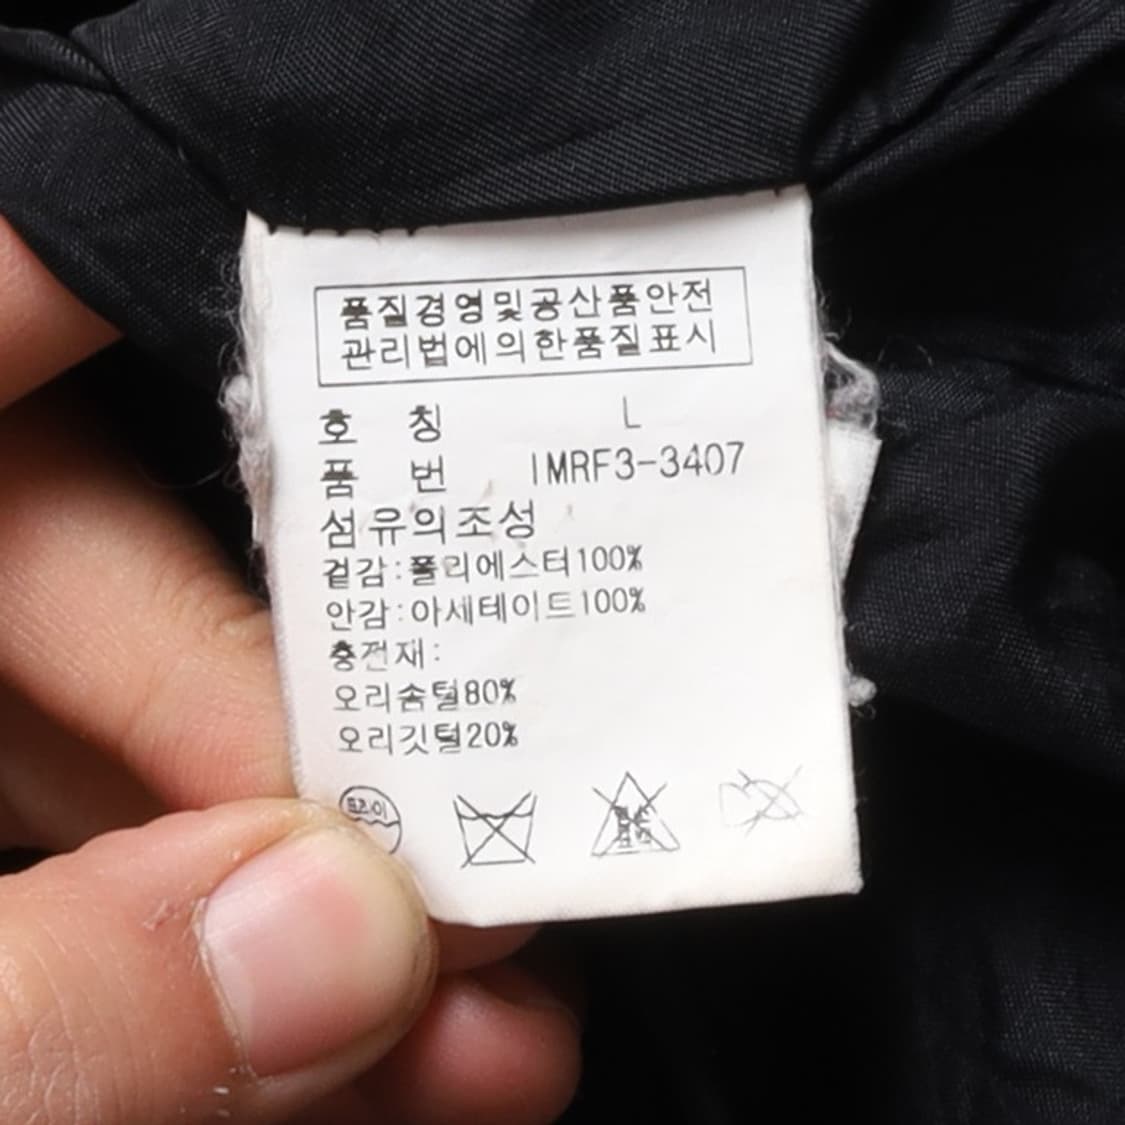 품질경영및공산품안전
관리법에의한품질표시
호 칭 L
품 번 IMRF3-3407
섬유의조성
겉감:폴리에스터100%
안감:아세테이트100%
충전재:
오리솜털80%
오리깃털20%
드라이